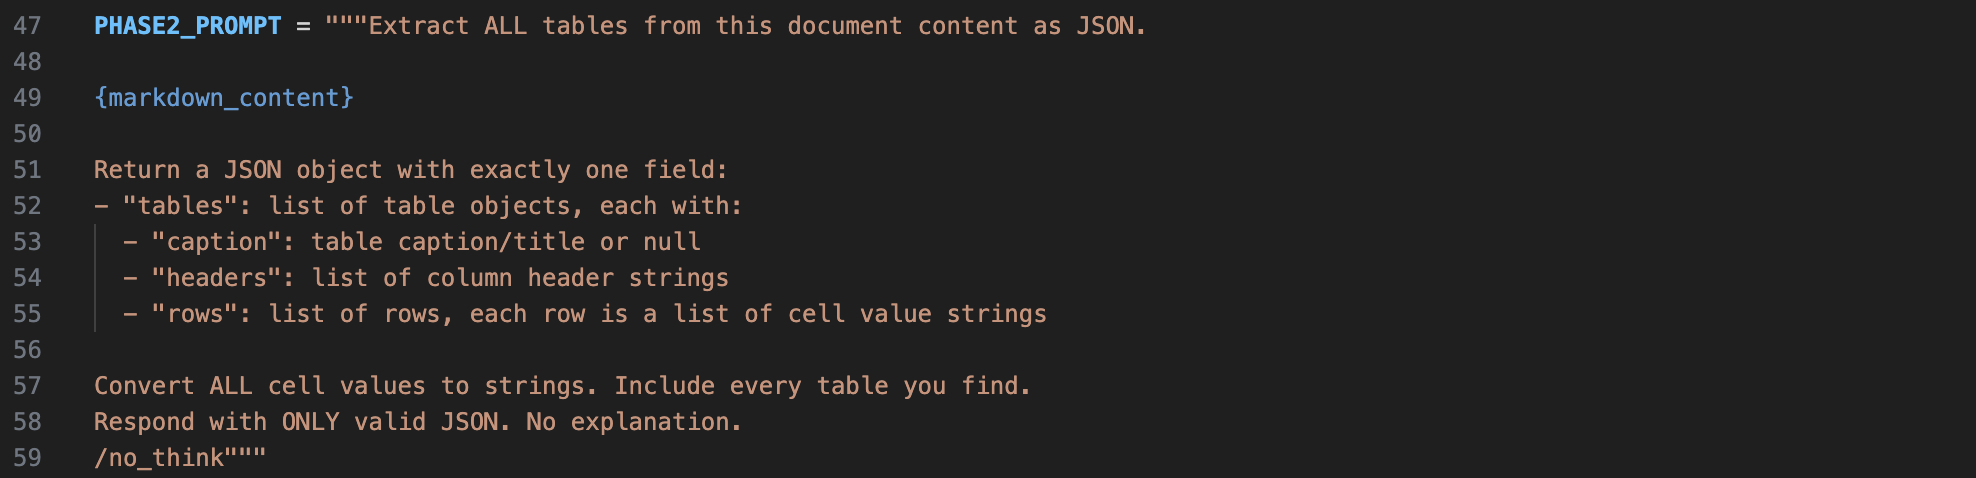 47 PHASE2_PROMPT = """Extract ALL tables from this document content as JSON.
48
49 {markdown_content}
50
51 Return a JSON object with exactly one field:
52 - "tables": list of table objects, each with:
53   - "caption": table caption/title or null
54   - "headers": list of column header strings
55   - "rows": list of rows, each row is a list of cell value strings
56
57 Convert ALL cell values to strings. Include every table you find.
58 Respond with ONLY valid JSON. No explanation.
59 /no_think"""